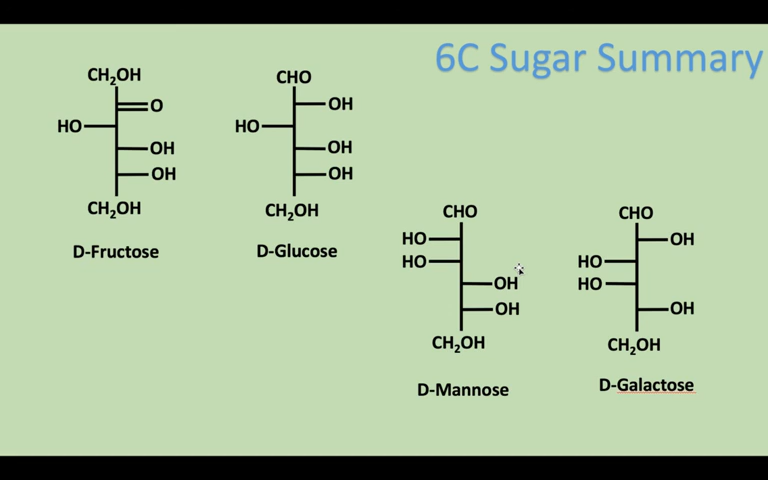 6C Sugar Summary
CH₂OH
O
HO
OH
OH
CH₂OH
D-Fructose
CHO
OH
HO
OH
OH
CH₂OH
D-Glucose
CHO
HO
HO
OH
OH
CH₂OH
D-Mannose
CHO
OH
HO
HO
OH
CH₂OH
D-Galactose